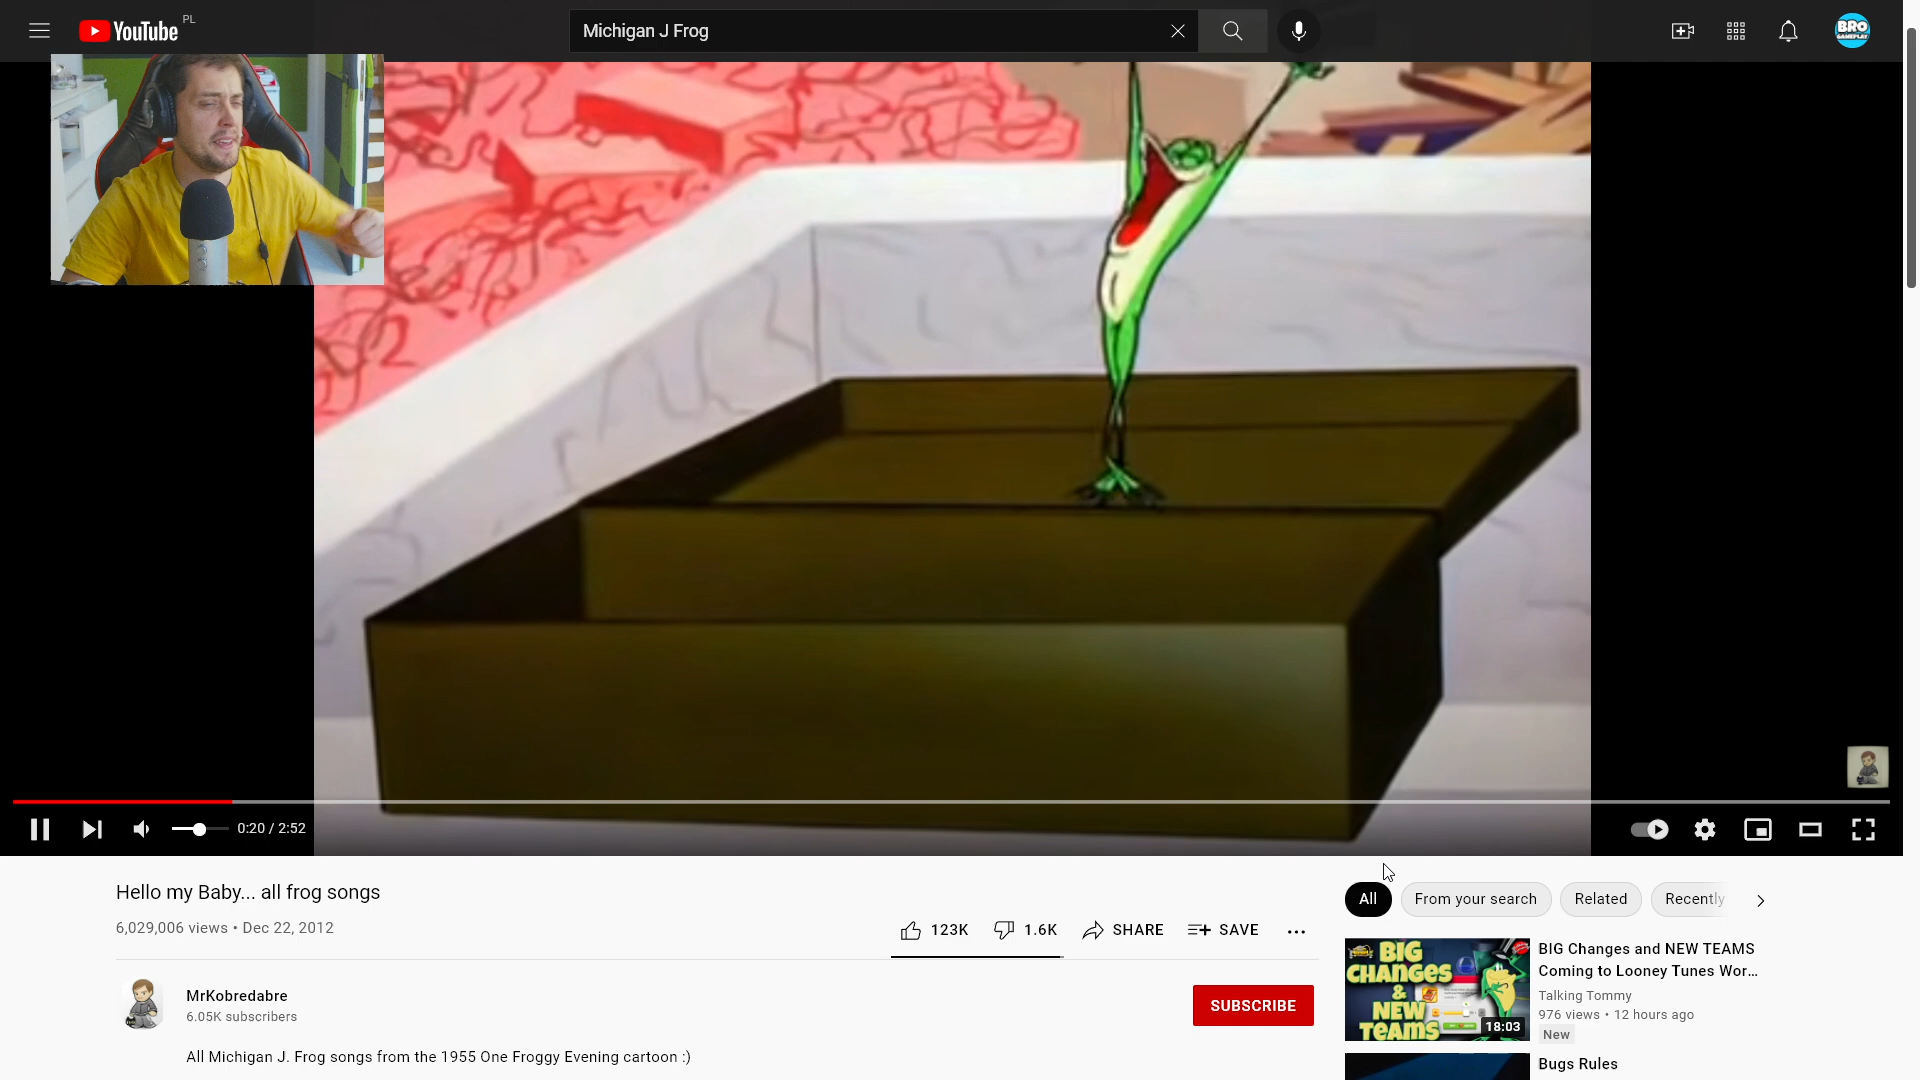 YouTube PL
Michigan J Frog
BRO
GAMEPLAY
0:20 / 2:52
Hello my Baby... all frog songs
6,029,006 views • Dec 22, 2012
123K
1.6K
SHARE
SAVE
MrKobredabre
6.05K subscribers
SUBSCRIBE
All Michigan J. Frog songs from the 1955 One Froggy Evening cartoon :)
All
From your search
Related
Recently
BIG
CHANGES
&
NEW
TEAMS
18:03
BIG Changes and NEW TEAMS
Coming to Looney Tunes Wor...
Talking Tommy
976 views • 12 hours ago
New
Bugs Rules